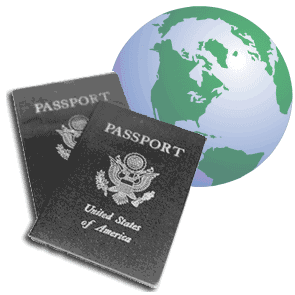 PASSPORT
PASSPORT
United States
of America